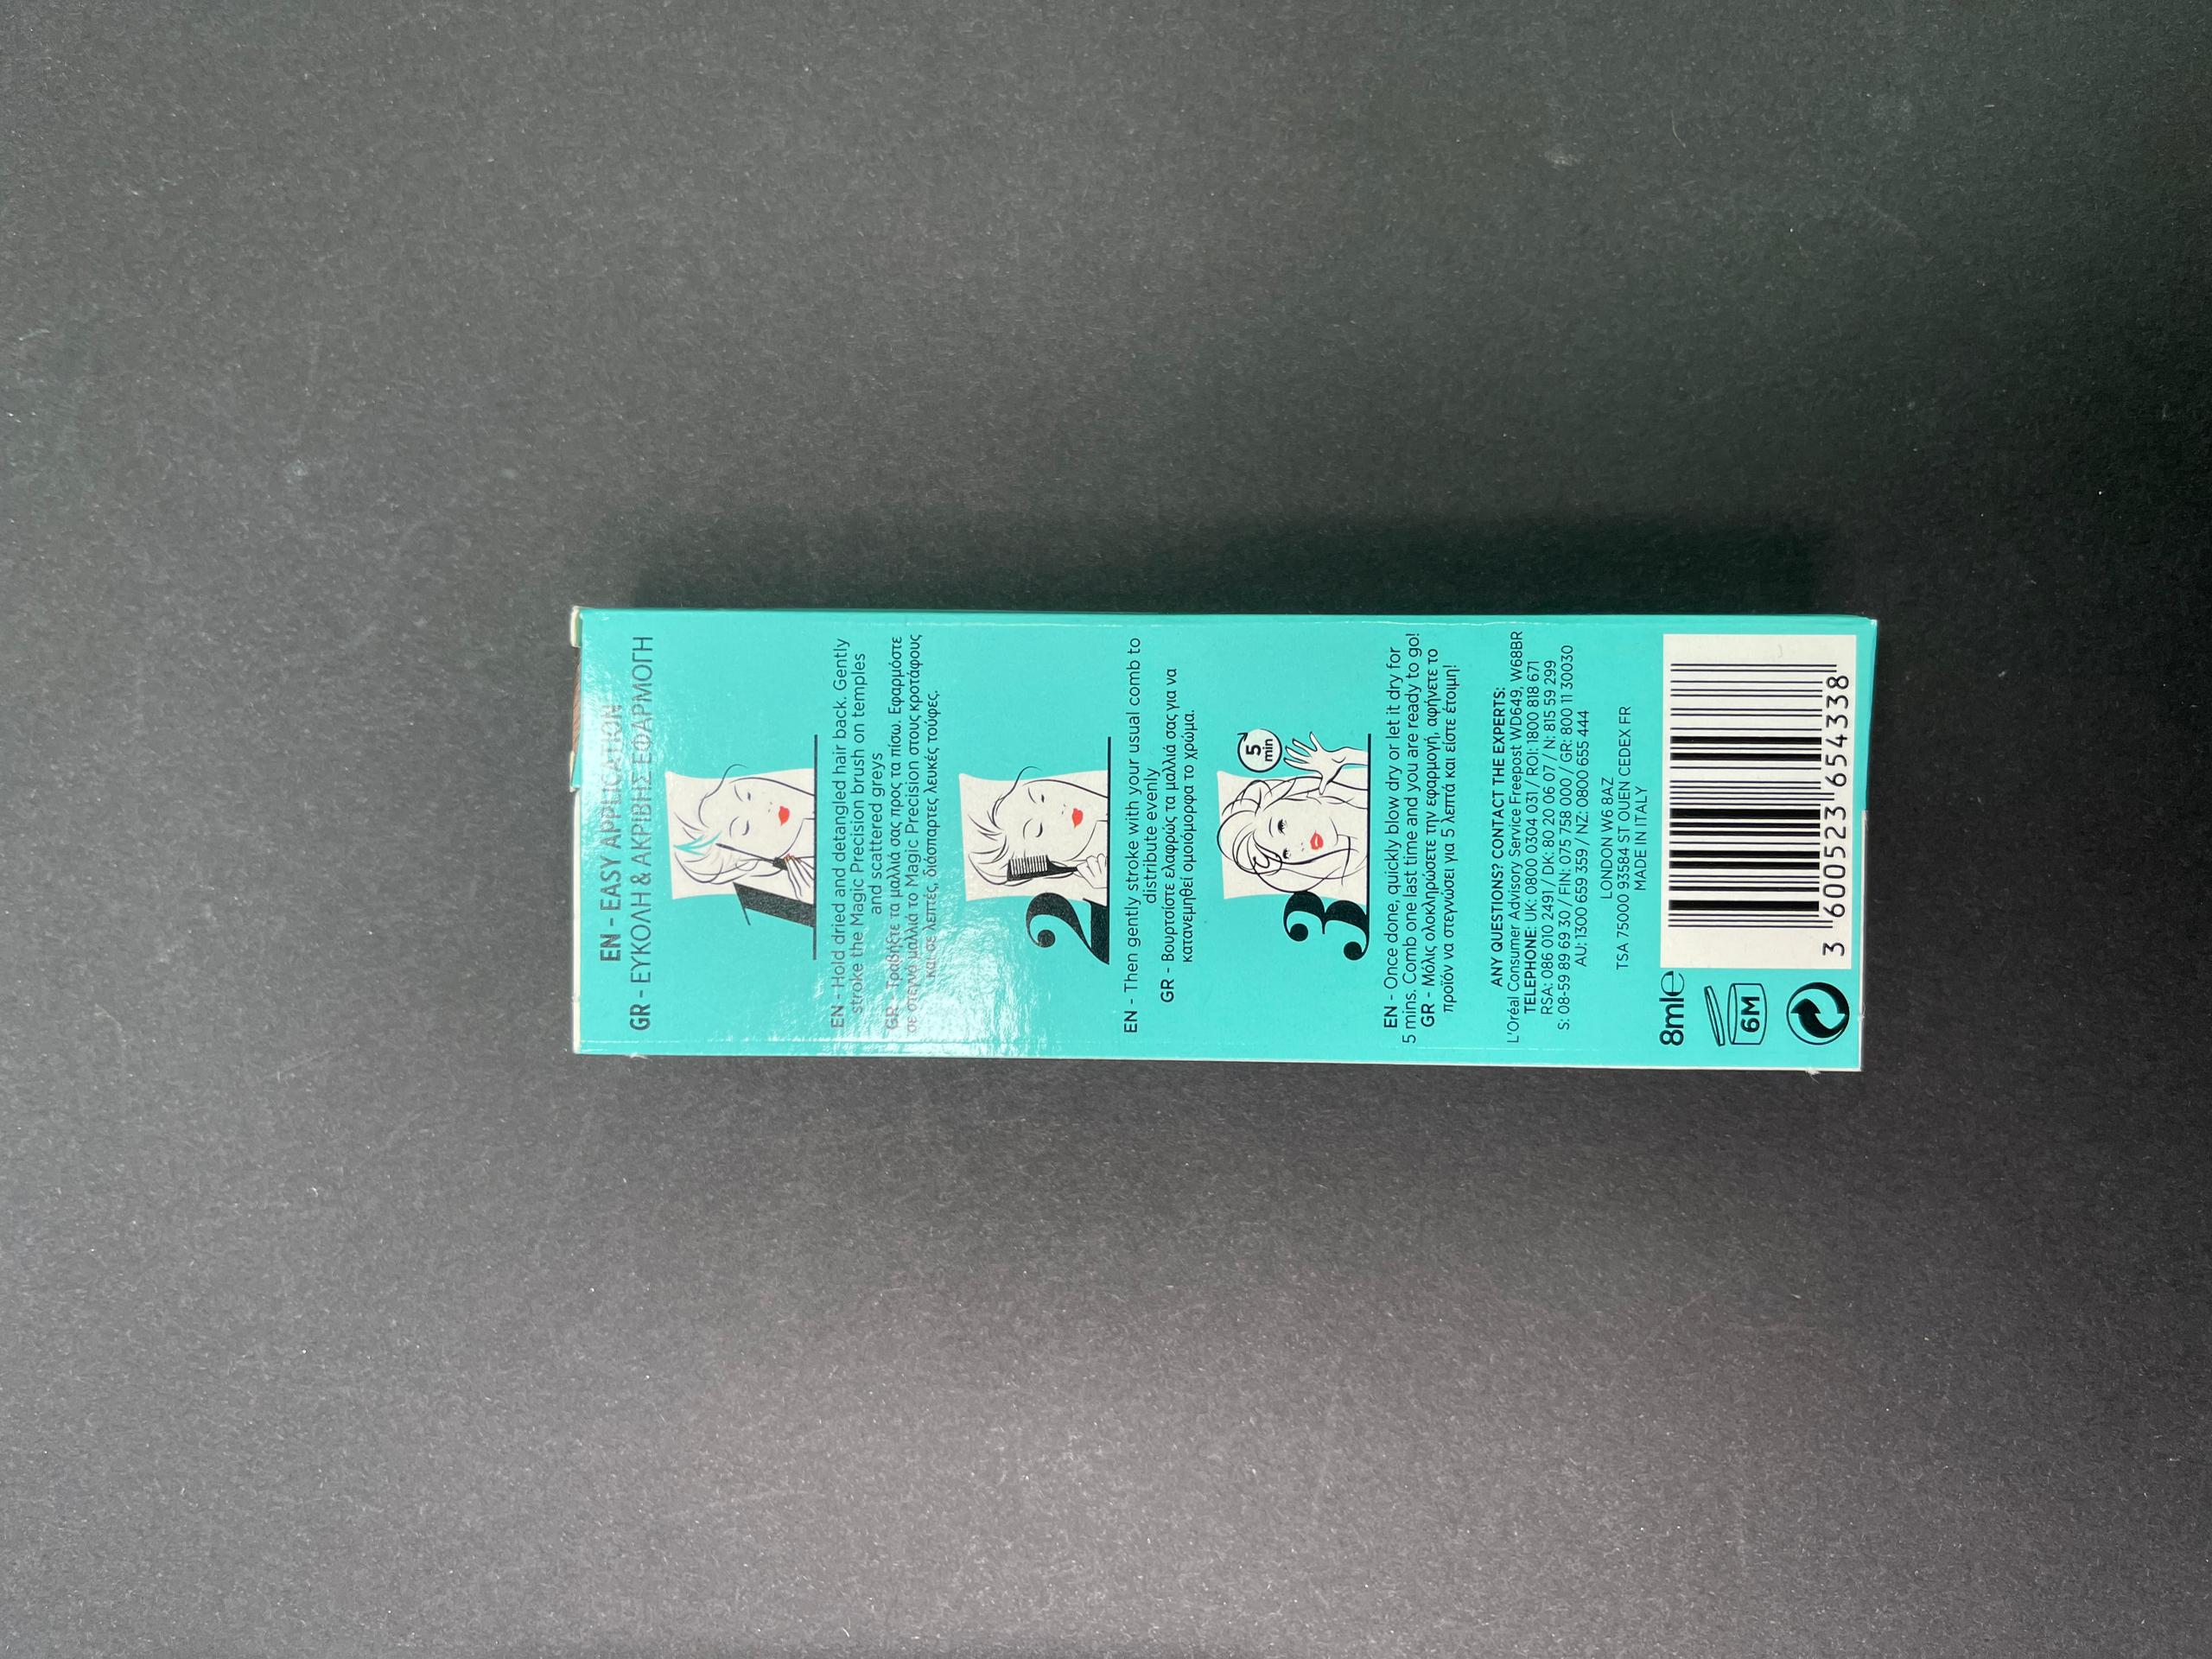 EN - EASY APPLICATION
GR - ΕΥΚΟΛΗ & ΑΚΡΙΒΗΣ ΕΦΑΡΜΟΓΗ
1
EN - Hold dried and detangled hair back. Gently
stroke the Magic Precision brush on temples
and scattered greys
GR - Τραβήξτε τα μαλλιά σας προς τα πίσω. Εφαρμόστε
σε στεγνά μαλλιά το Magic Precision στους κροτάφους
και σε λεπτές, διάσπαρτες λευκές τούφες.
2
EN - Then gently stroke with your usual comb to
distribute evenly
GR - Βουρτσίστε ελαφρώς τα μαλλιά σας για να
κατανεμηθεί ομοιόμορφα το χρώμα.
5
min
3
EN - Once done, quickly blow dry or let it dry for
5 mins. Comb one last time and you are ready to go!
GR - Μόλις ολοκληρώσετε την εφαρμογή, αφήνετε το
προϊόν να στεγνώσει για 5 λεπτά και είστε έτοιμη!
ANY QUESTIONS? CONTACT THE EXPERTS:
L'Oréal Consumer Advisory Service Freepost WD649, W68BR
TELEPHONE: UK: 0800 0304 031 / ROI: 1800 818 671
RSA: 086 010 2491 / DK: 80 20 06 07 / N: 815 59 299
S: 08-59 89 69 30 / FIN: 075 758 000 / GR: 800 11 30030
AU: 1300 659 359 / NZ: 0800 655 444
LONDON W6 8AZ
TSA 75000 93584 ST OUEN CEDEX FR
MADE IN ITALY
8ml℮
6M
3 600523 654338